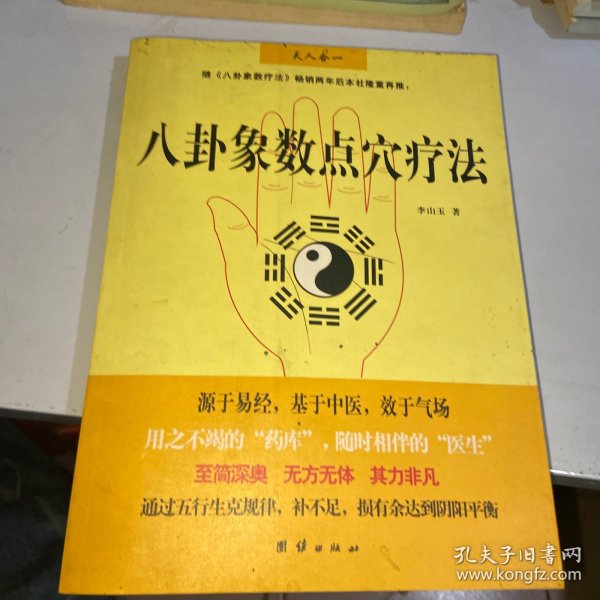 天人合一
继《八卦象数疗法》畅销两年后本社隆重再推：
八卦象数点穴疗法
李山玉 著
源于易经，基于中医，效于气场
用之不竭的“药库”，随时相伴的“医生”
至简深奥 无方无体 其力非凡
通过五行生克规律，补不足，损有余达到阴阳平衡
团结出版社
孔夫子旧书网
www.kongfz.com